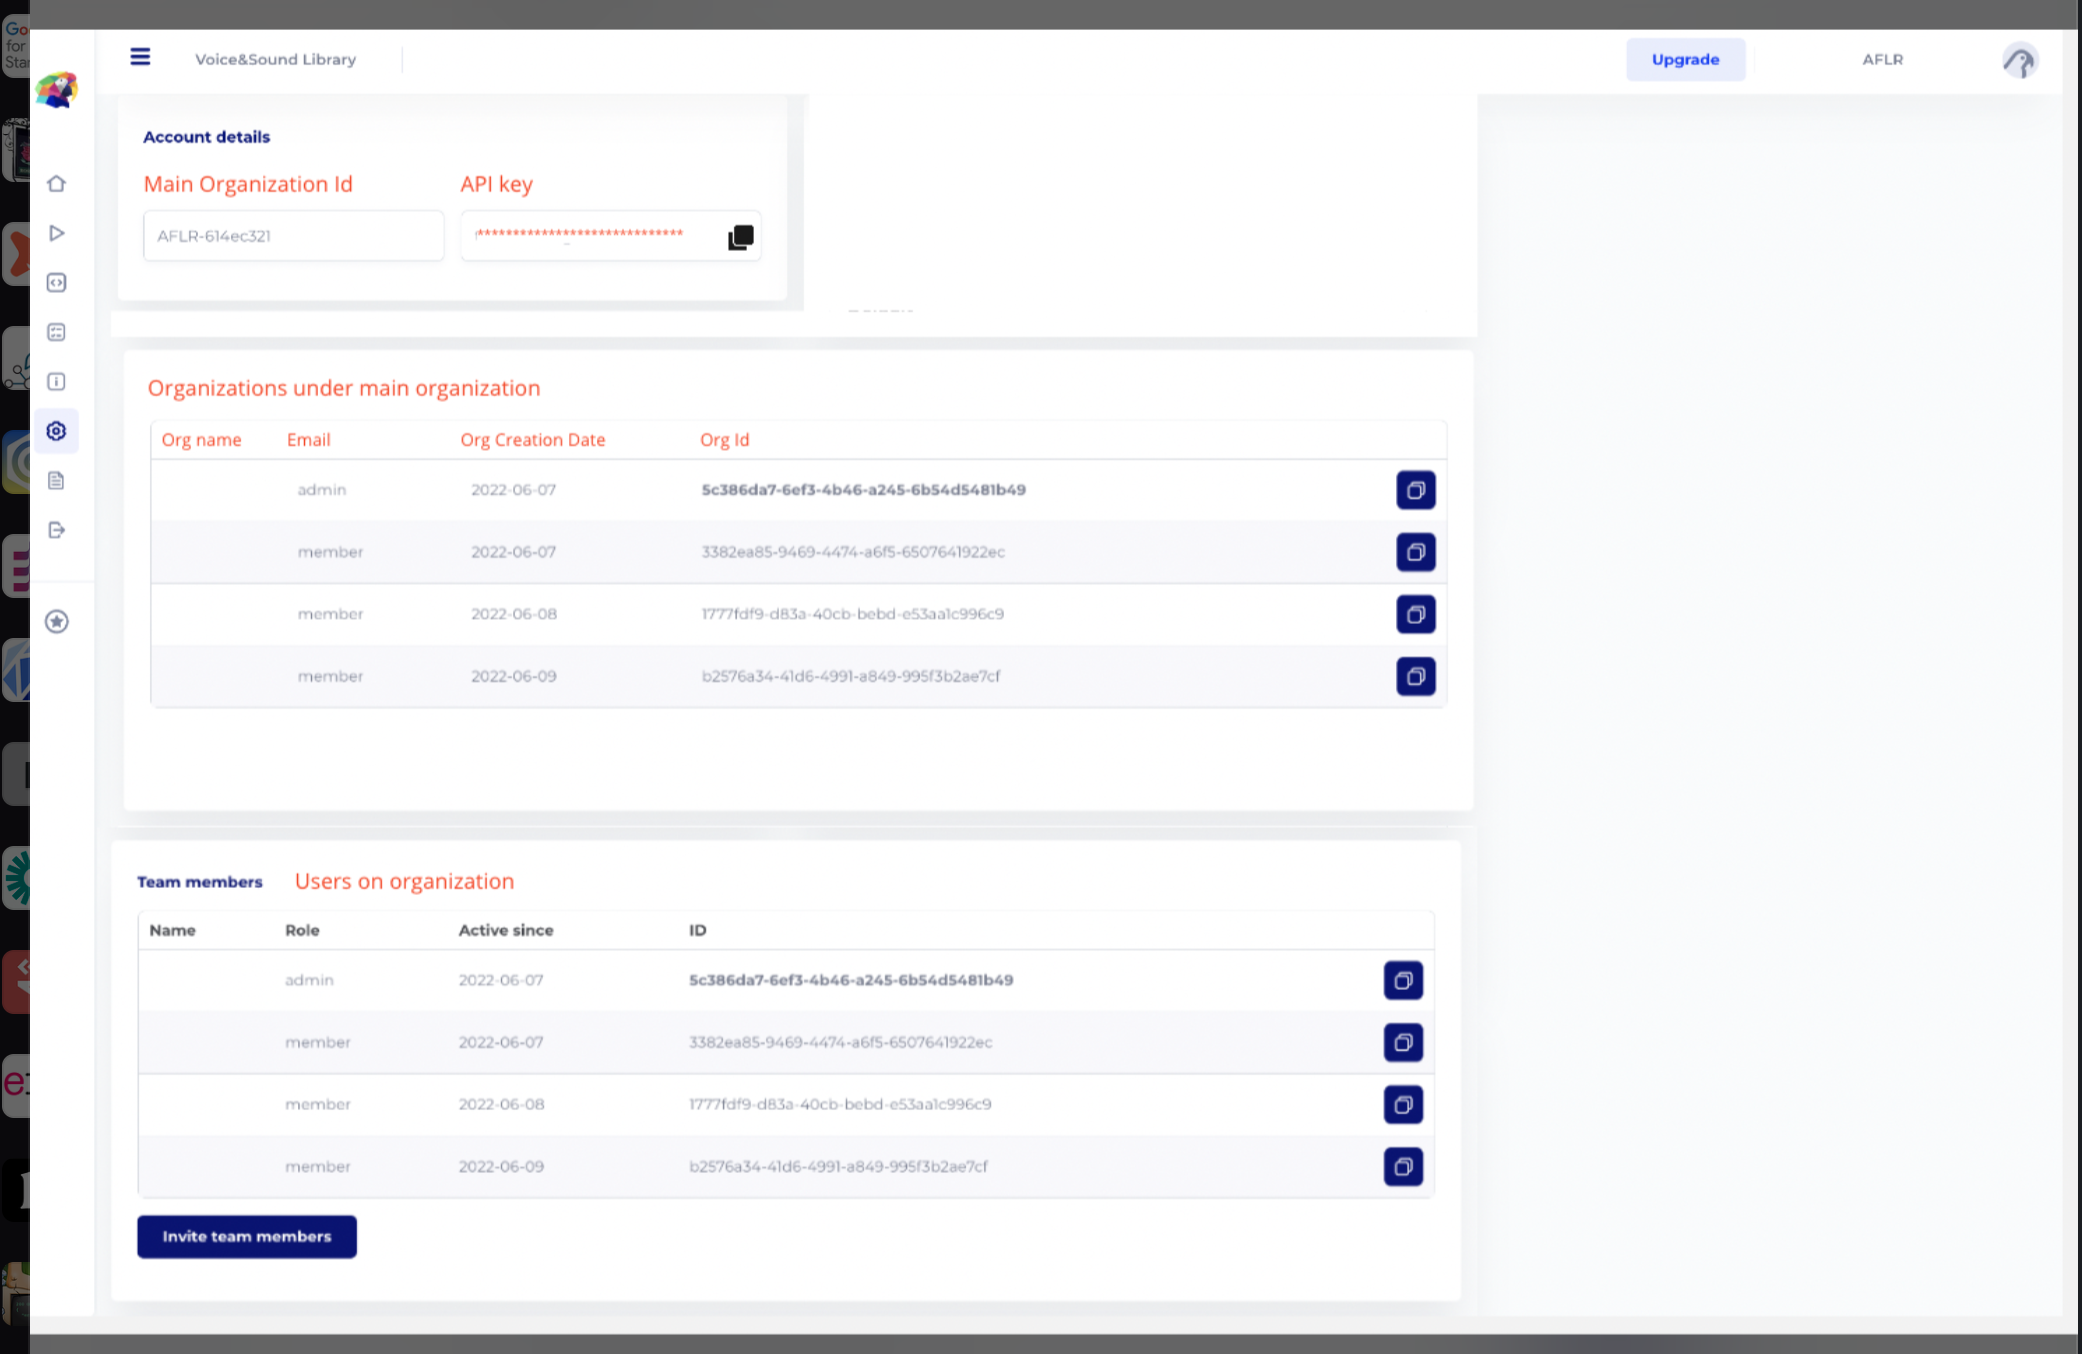 Go
for
Sta
Voice&Sound Library
Upgrade
AFLR
Account details
Main Organization Id
API key
AFLR-614ec321
*****************************
Organizations under main organization
Org name Email Org Creation Date Org Id
admin 2022-06-07 5c386da7-6ef3-4b46-a245-6b54d5481b49
member 2022-06-07 3382ea85-9469-4474-a6f5-6507641922ec
member 2022-06-08 1777fdf9-d83a-40cb-bebd-e53aa1c996c9
member 2022-06-09 b2576a34-41d6-4991-a849-995f3b2ae7cf
Team members Users on organization
Name Role Active since ID
admin 2022-06-07 5c386da7-6ef3-4b46-a245-6b54d5481b49
member 2022-06-07 3382ea85-9469-4474-a6f5-6507641922ec
member 2022-06-08 1777fdf9-d83a-40cb-bebd-e53aa1c996c9
member 2022-06-09 b2576a34-41d6-4991-a849-995f3b2ae7cf
Invite team members